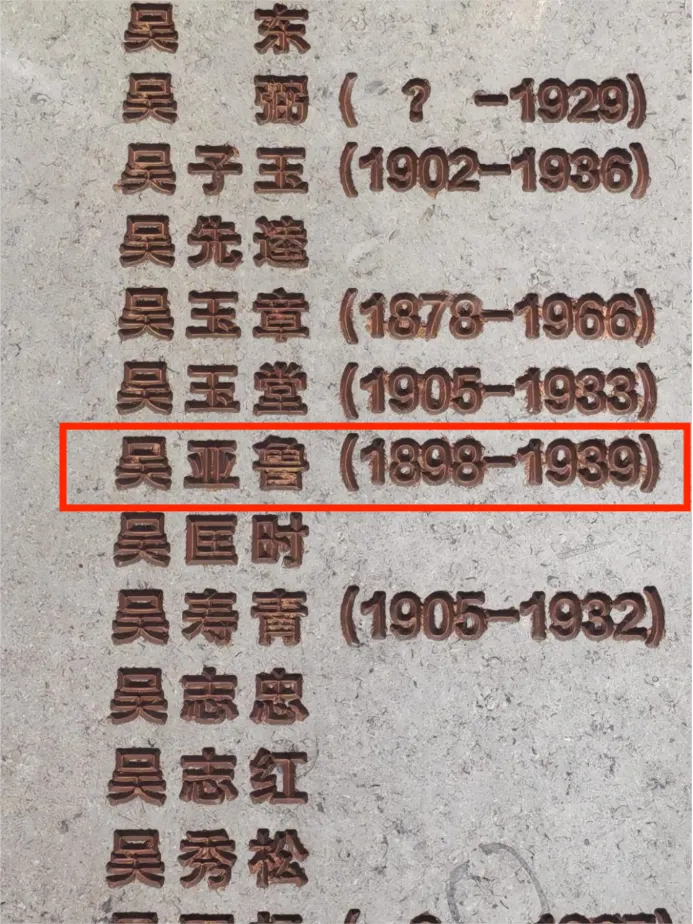 吴东
吴弼( ? -1929)
吴子玉(1902-1936)
吴先逵
吴玉章(1878-1966)
吴玉堂(1905-1933)
吴亚鲁(1898-1939)
吴匡时
吴寿青(1905-1932)
吴志忠
吴志红
吴秀松